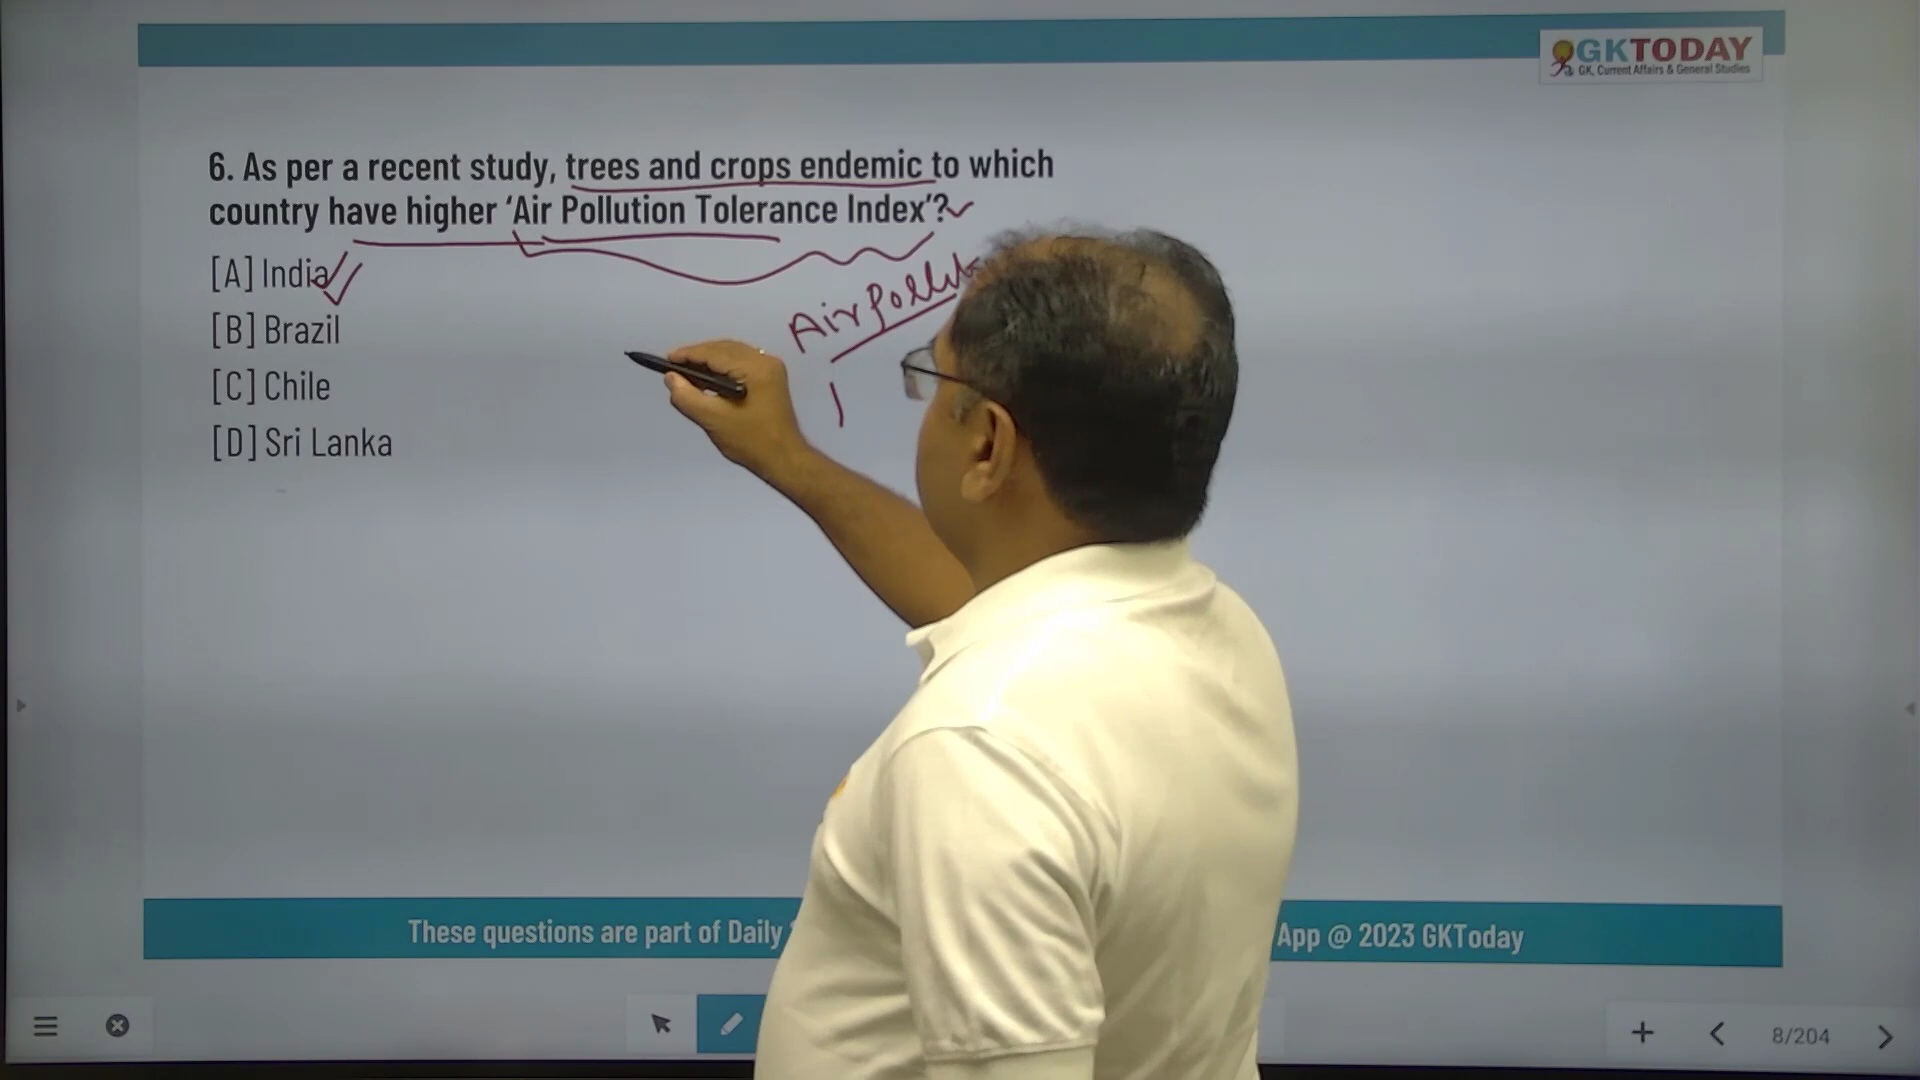 GKTODAY
GK, Current Affairs & General Studies
6. As per a recent study, trees and crops endemic to which
country have higher ‘Air Pollution Tolerance Index’?
[A] India
[B] Brazil
[C] Chile
[D] Sri Lanka
Air
These questions are part of Daily
App @ 2023 GKToday
8/204